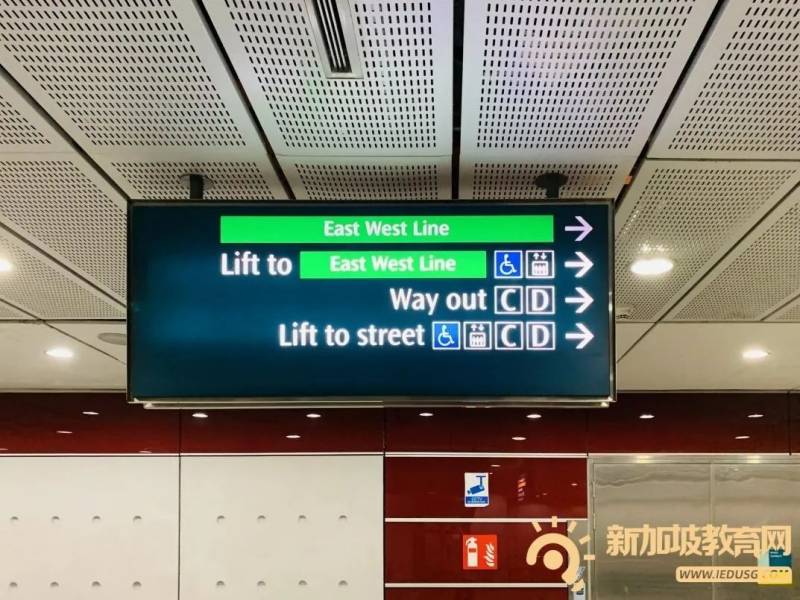 East West Line
Lift to East West Line
Way out C D
Lift to street C D
CCTV
新加坡教育网
WWW.IEDUSG.COM